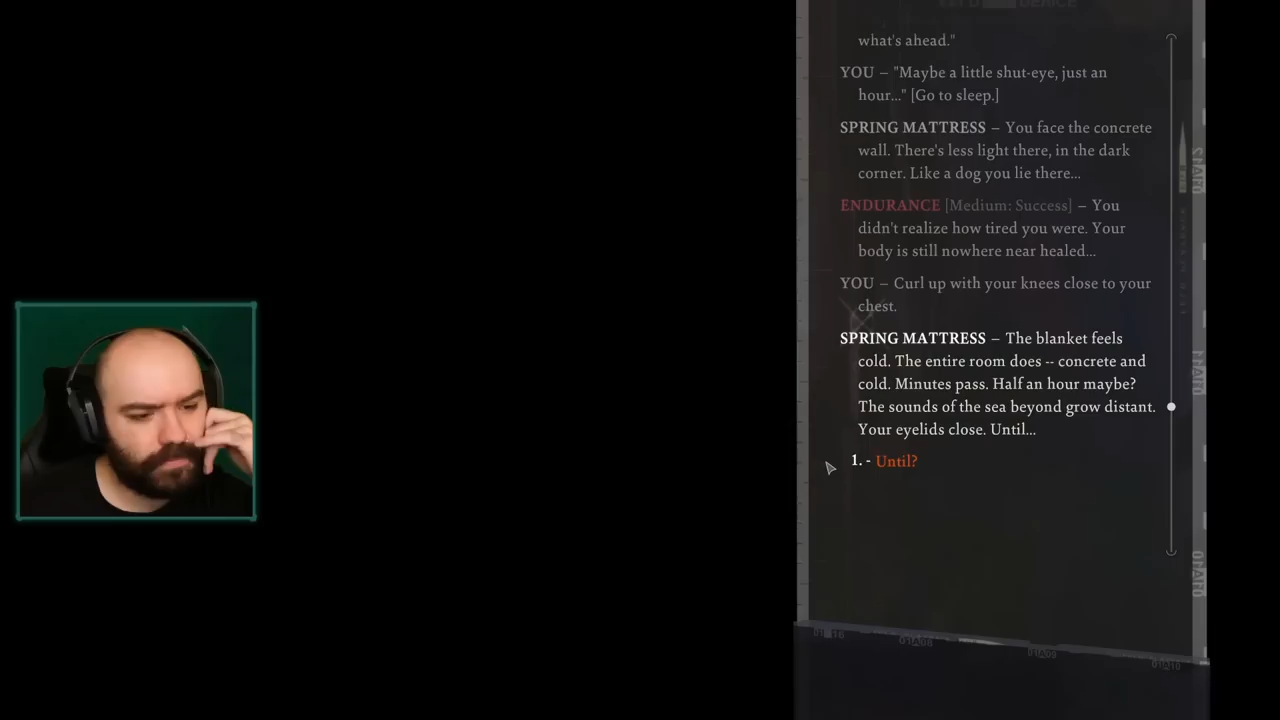 what's ahead."
YOU – "Maybe a little shut-eye, just an
hour..." [Go to sleep.]
SPRING MATTRESS – You face the concrete
wall. There's less light there, in the dark
corner. Like a dog you lie there...
ENDURANCE [Medium: Success] – You
didn't realize how tired you were. Your
body is still nowhere near healed...
YOU – Curl up with your knees close to your
chest.
SPRING MATTRESS – The blanket feels
cold. The entire room does -- concrete and
cold. Minutes pass. Half an hour maybe?
The sounds of the sea beyond grow distant.
Your eyelids close. Until...
1. - Until?